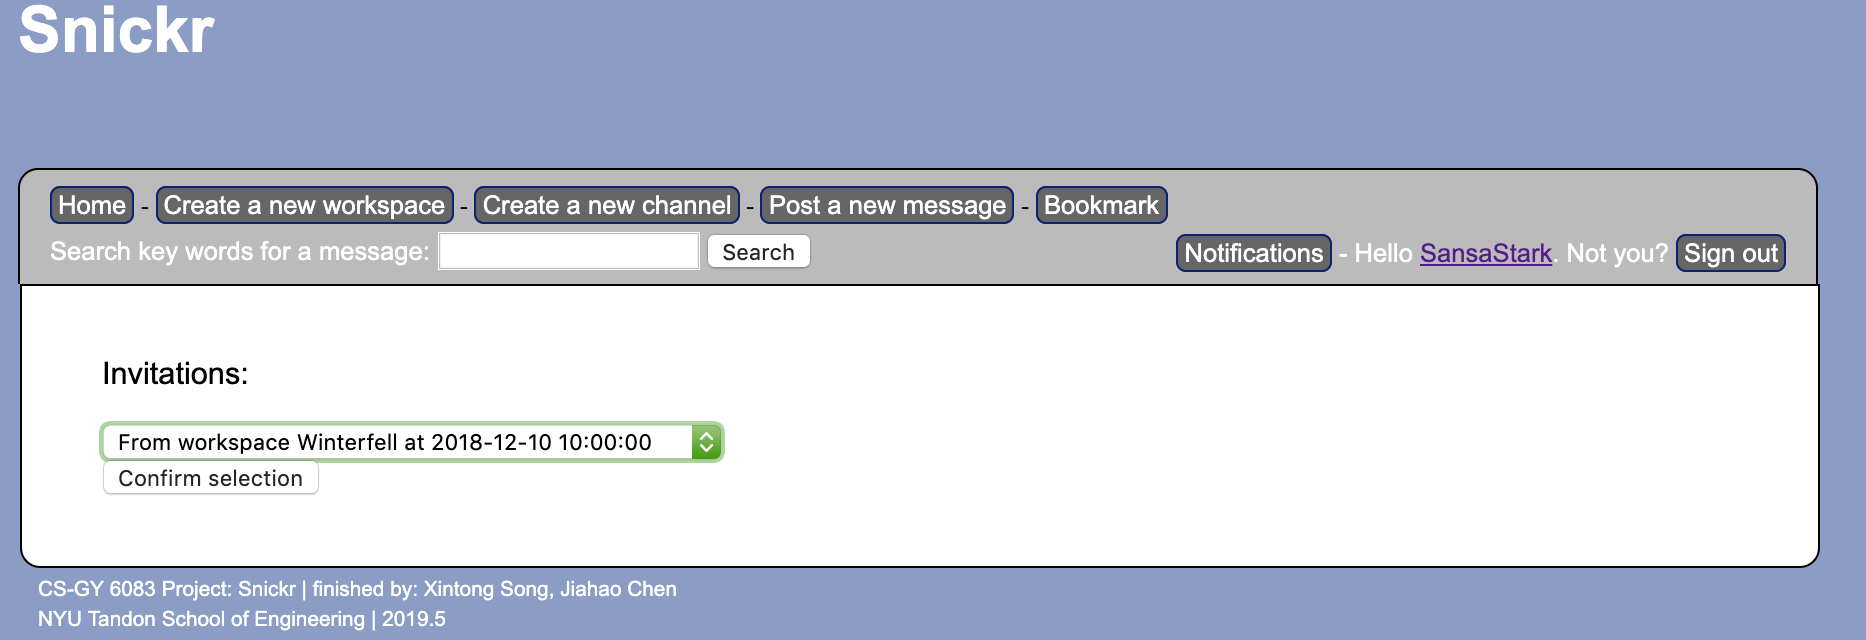 Snickr
Home - Create a new workspace - Create a new channel - Post a new message - Bookmark
Search key words for a message: Search Notifications - Hello SansaStark. Not you? Sign out
Invitations:
From workspace Winterfell at 2018-12-10 10:00:00
Confirm selection
CS-GY 6083 Project: Snickr | finished by: Xintong Song, Jiahao Chen
NYU Tandon School of Engineering | 2019.5